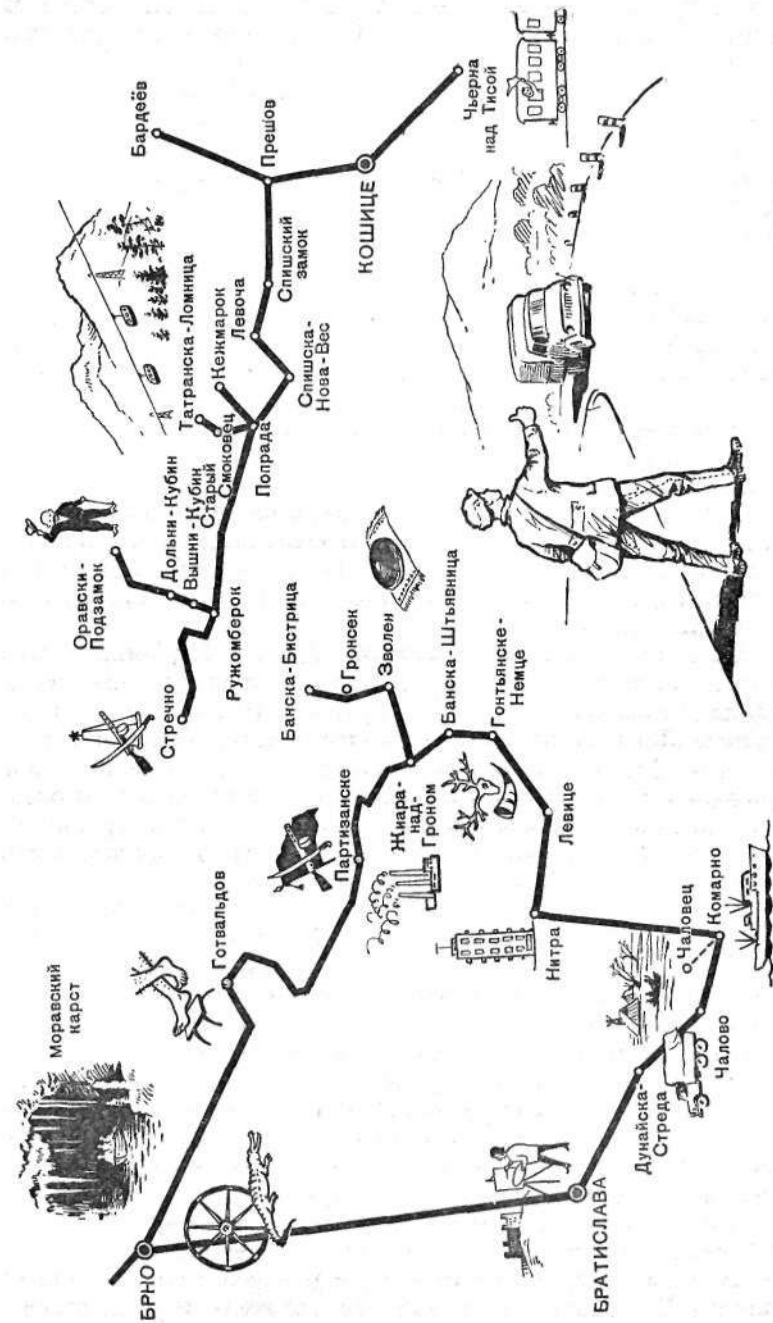 Моравский
карст
БРНО
Готвальдов
БРАТИСЛАВА
Дунайска-
Стреда
Чалово
Чаловец
Комарно
Нитра
Левице
Гонтьянске-
Немце
Банска-Штьявница
Жиара-
над-
Гроном
Партизанске
Зволен
Гронсек
Банска-Бистрица
Стречно
Оравски-
Подзамок
Дольни-Кубин
Вышни-Кубин
Ружомберок
Старый
Смоковец
Татранска-Ломница
Кежмарок
Попрада
Спишска-
Нова-Вес
Левоча
Спишский
замок
Прешов
Бардеёв
КОШИЦЕ
Чьерна
над Тисой